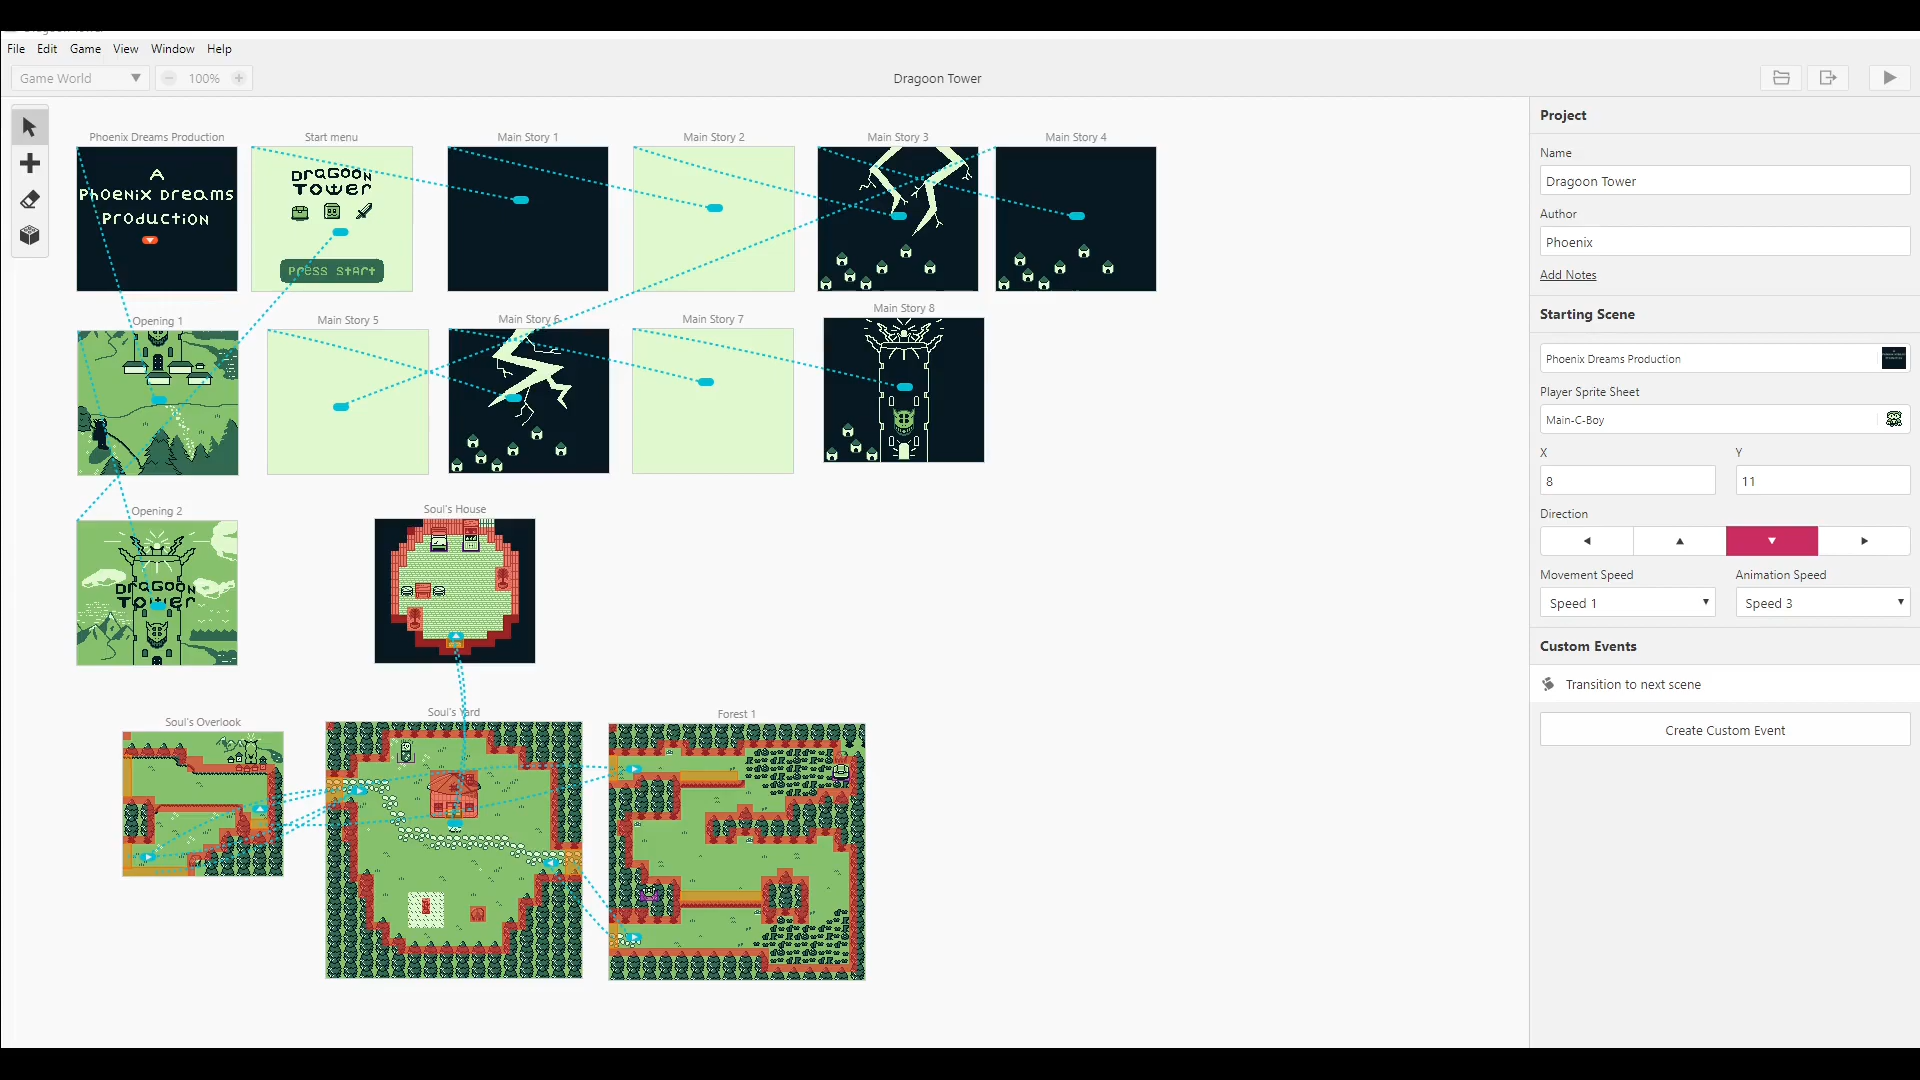 File Edit Game View Window Help
Game World 100% Dragoon Tower
Project
Name
Dragoon Tower
Author
Phoenix
Add Notes
Starting Scene
Phoenix Dreams Production
Player Sprite Sheet
Main-C-Boy
X Y
8 11
Direction
Movement Speed Animation Speed
Speed 1 Speed 3
Custom Events
Transition to next scene
Create Custom Event
Phoenix Dreams Production Start menu Main Story 1 Main Story 2 Main Story 3 Main Story 4
A
Phoenix Dreams
Production
Dragoon
Tower
Press Start
Opening 1 Main Story 5 Main Story 6 Main Story 7 Main Story 8
Opening 2 Soul's House
Dragoon
Tower
Soul's Overlook Soul's Yard Forest 1